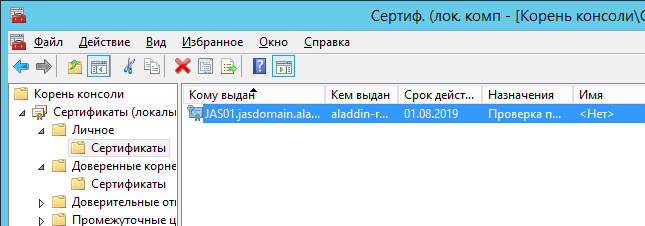 Сертиф. (лок. комп - [Корень консоли\С
Файл Действие Вид Избранное Окно Справка
Корень консоли
Сертификаты (локалы
Личное
Сертификаты
Доверенные корне
Сертификаты
Доверительные отн
Промежуточные ц
Кому выдан Кем выдан Срок дейст... Назначения Имя
JAS01.jasdomain.ala... aladdin-r... 01.08.2019 Проверка п... <Нет>